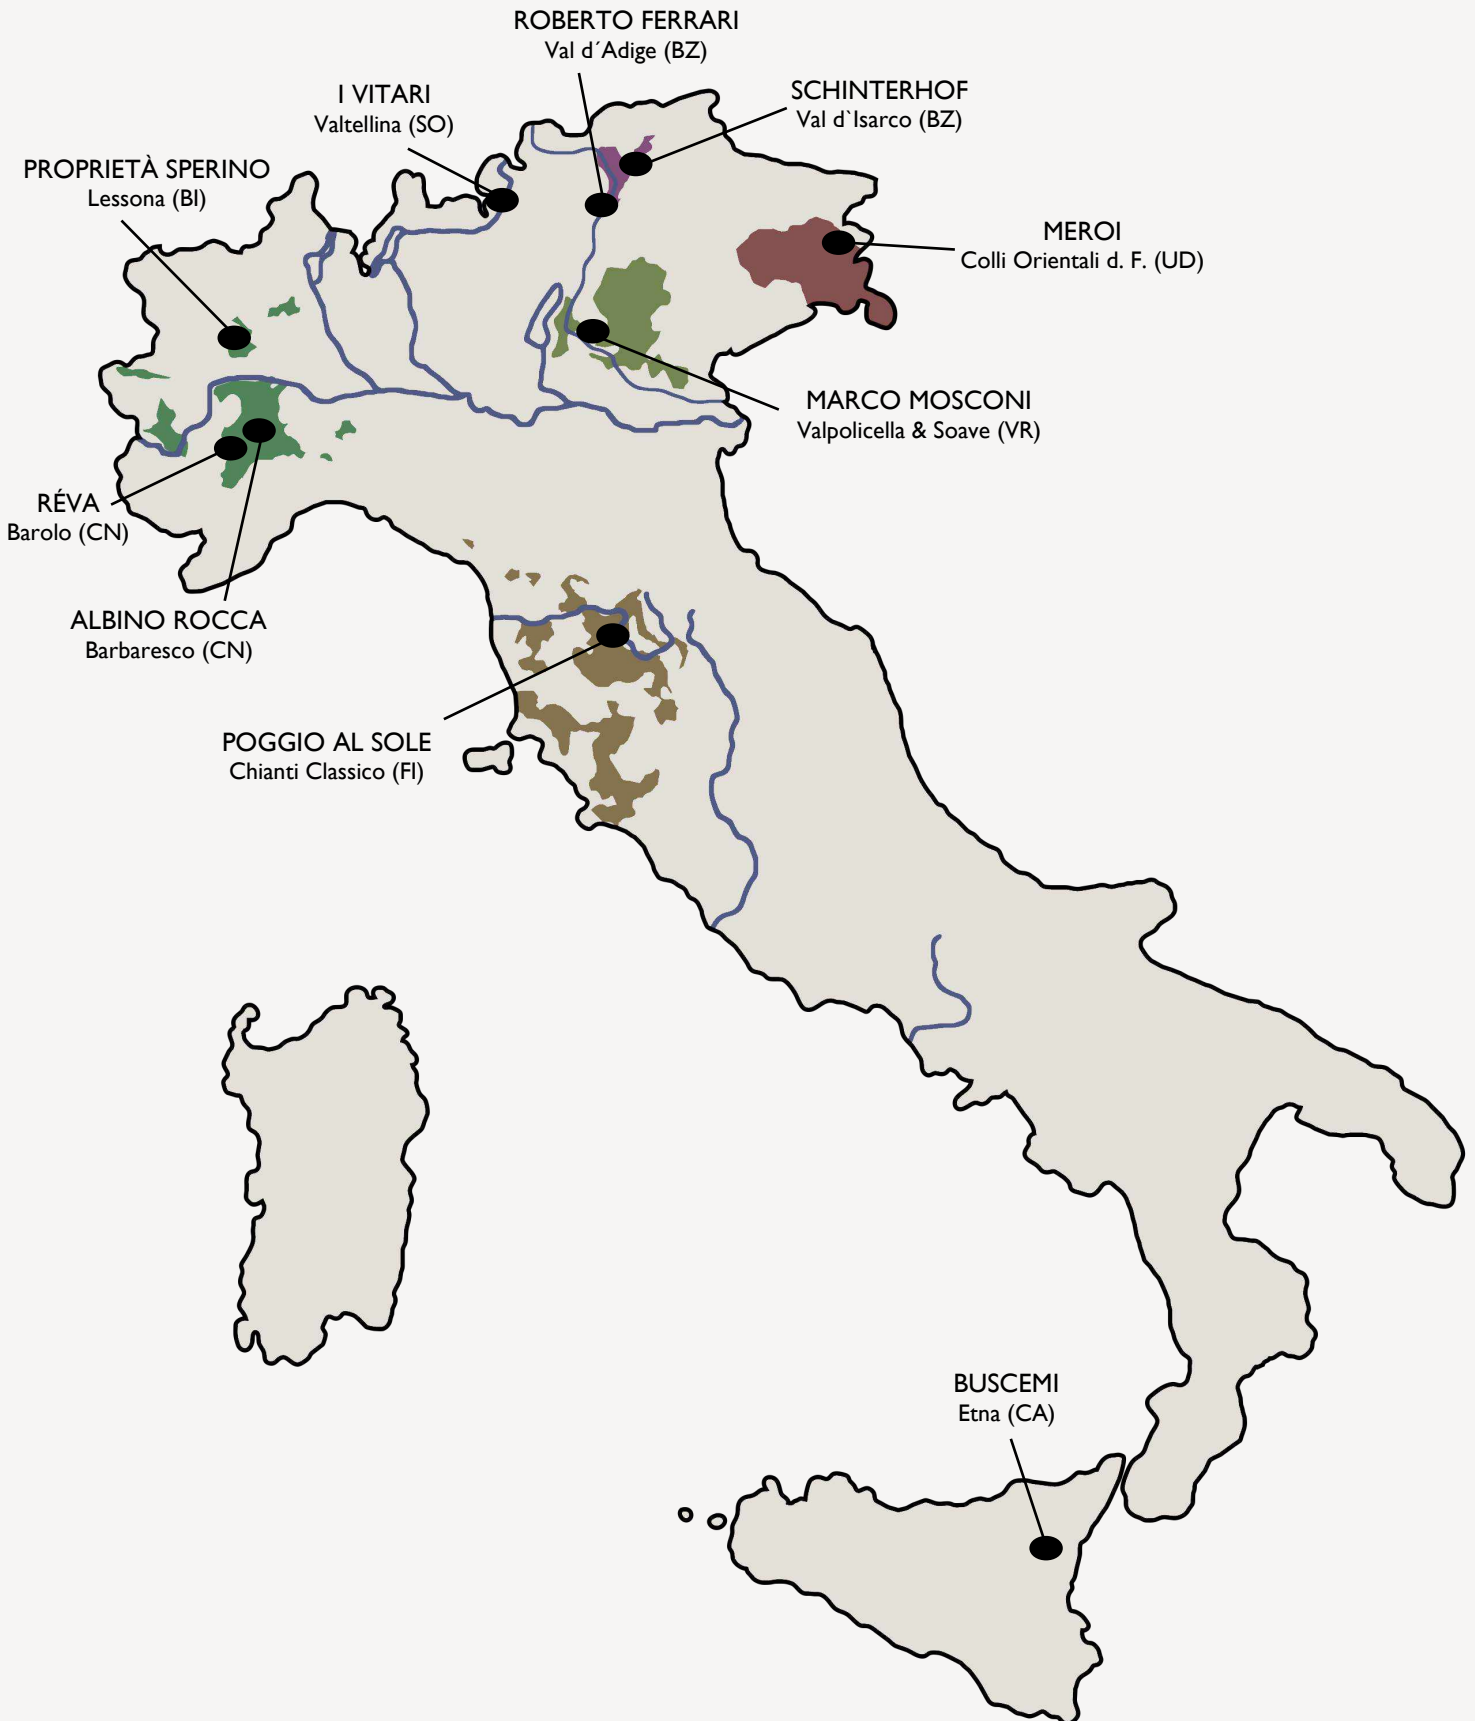 ROBERTO FERRARI
Val d´Adige (BZ)
I VITARI
Valtellina (SO)
SCHINTERHOF
Val d`Isarco (BZ)
PROPRIETÀ SPERINO
Lessona (BI)
MEROI
Colli Orientali d. F. (UD)
MARCO MOSCONI
Valpolicella & Soave (VR)
RÉVA
Barolo (CN)
ALBINO ROCCA
Barbaresco (CN)
POGGIO AL SOLE
Chianti Classico (FI)
BUSCEMI
Etna (CA)